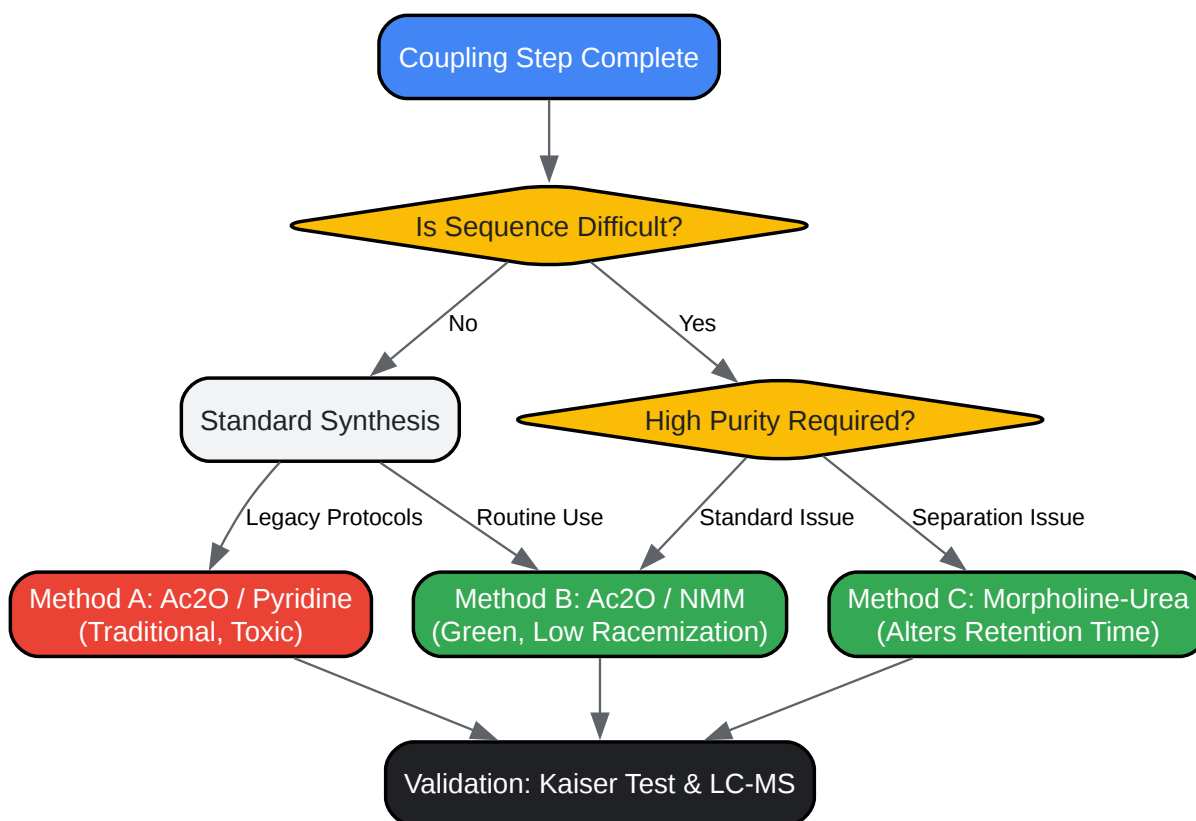 Coupling Step Complete
Is Sequence Difficult?
No
Yes
Standard Synthesis
High Purity Required?
Legacy Protocols
Routine Use
Standard Issue
Separation Issue
Method A: Ac2O / Pyridine
(Traditional, Toxic)
Method B: Ac2O / NMM
(Green, Low Racemization)
Method C: Morpholine-Urea
(Alters Retention Time)
Validation: Kaiser Test & LC-MS